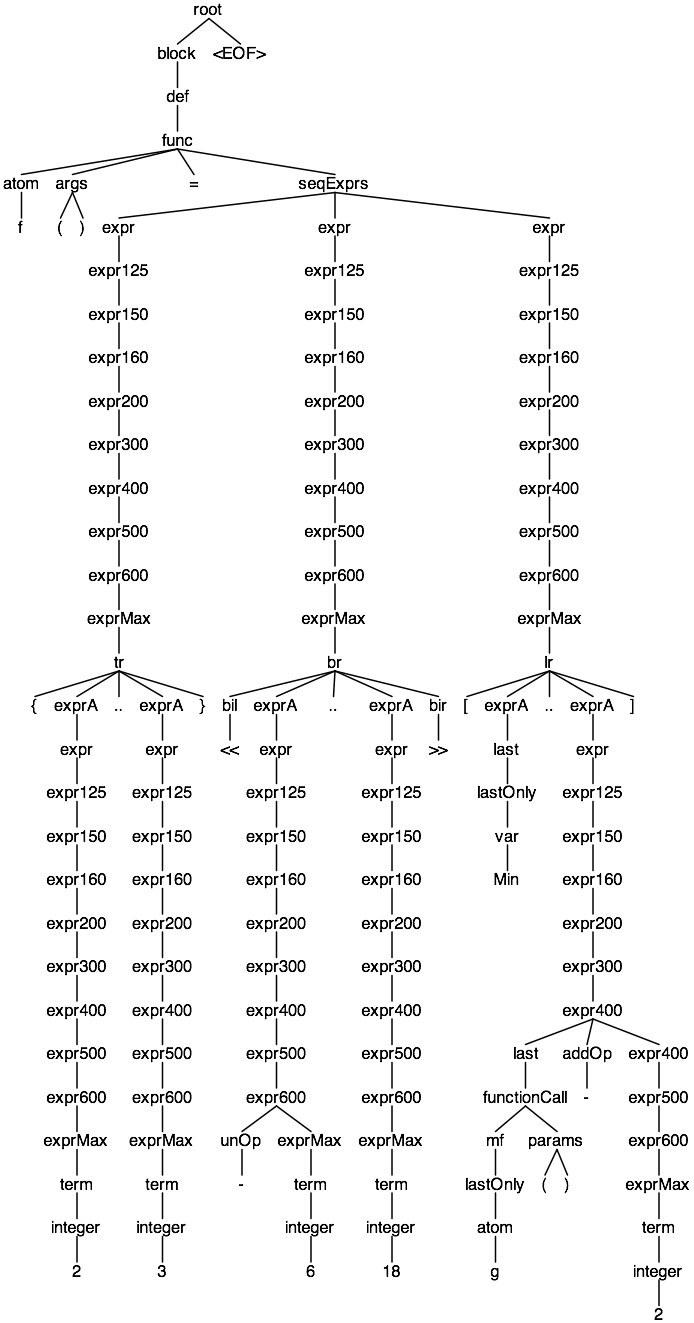 root
block <EOF>
def
func
atom args = seqExprs
f ( ) expr expr expr
expr125 expr125 expr125
expr150 expr150 expr150
expr160 expr160 expr160
expr200 expr200 expr200
expr300 expr300 expr300
expr400 expr400 expr400
expr500 expr500 expr500
expr600 expr600 expr600
exprMax exprMax exprMax
tr br lr
{ exprA .. exprA } bil exprA .. exprA bir [ exprA .. exprA ]
expr expr << expr expr >> last expr
expr125 expr125 expr125 expr125 lastOnly expr125
expr150 expr150 expr150 expr150 var expr150
expr160 expr160 expr160 expr160 Min expr160
expr200 expr200 expr200 expr200 expr200
expr300 expr300 expr300 expr300 expr300
expr400 expr400 expr400 expr400 expr400
expr500 expr500 expr500 expr500 last addOp expr400
expr600 expr600 expr600 expr600 functionCall - expr500
exprMax exprMax unOp exprMax exprMax mf params expr600
term term - term term lastOnly ( ) exprMax
integer integer integer integer atom term
2 3 6 18 g integer
2